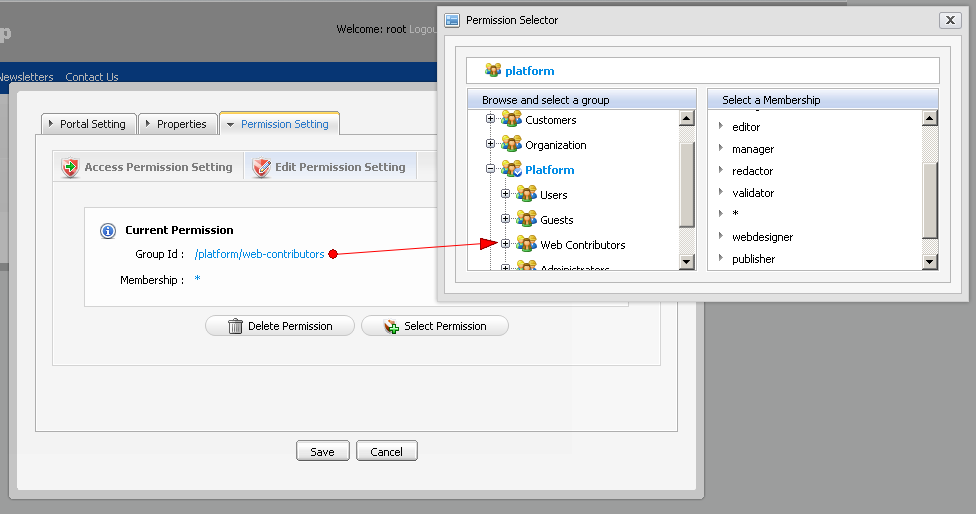 p
Welcome: root Logou
Newsletters Contact Us
Portal Setting Properties Permission Setting
Access Permission Setting Edit Permission Setting
Current Permission
Group Id : /platform/web-contributors
Membership : *
Delete Permission Select Permission
Save Cancel
Permission Selector
platform
Browse and select a group
Customers
Organization
Platform
Users
Guests
Web Contributors
Administrators
Select a Membership
editor
manager
redactor
validator
*
webdesigner
publisher